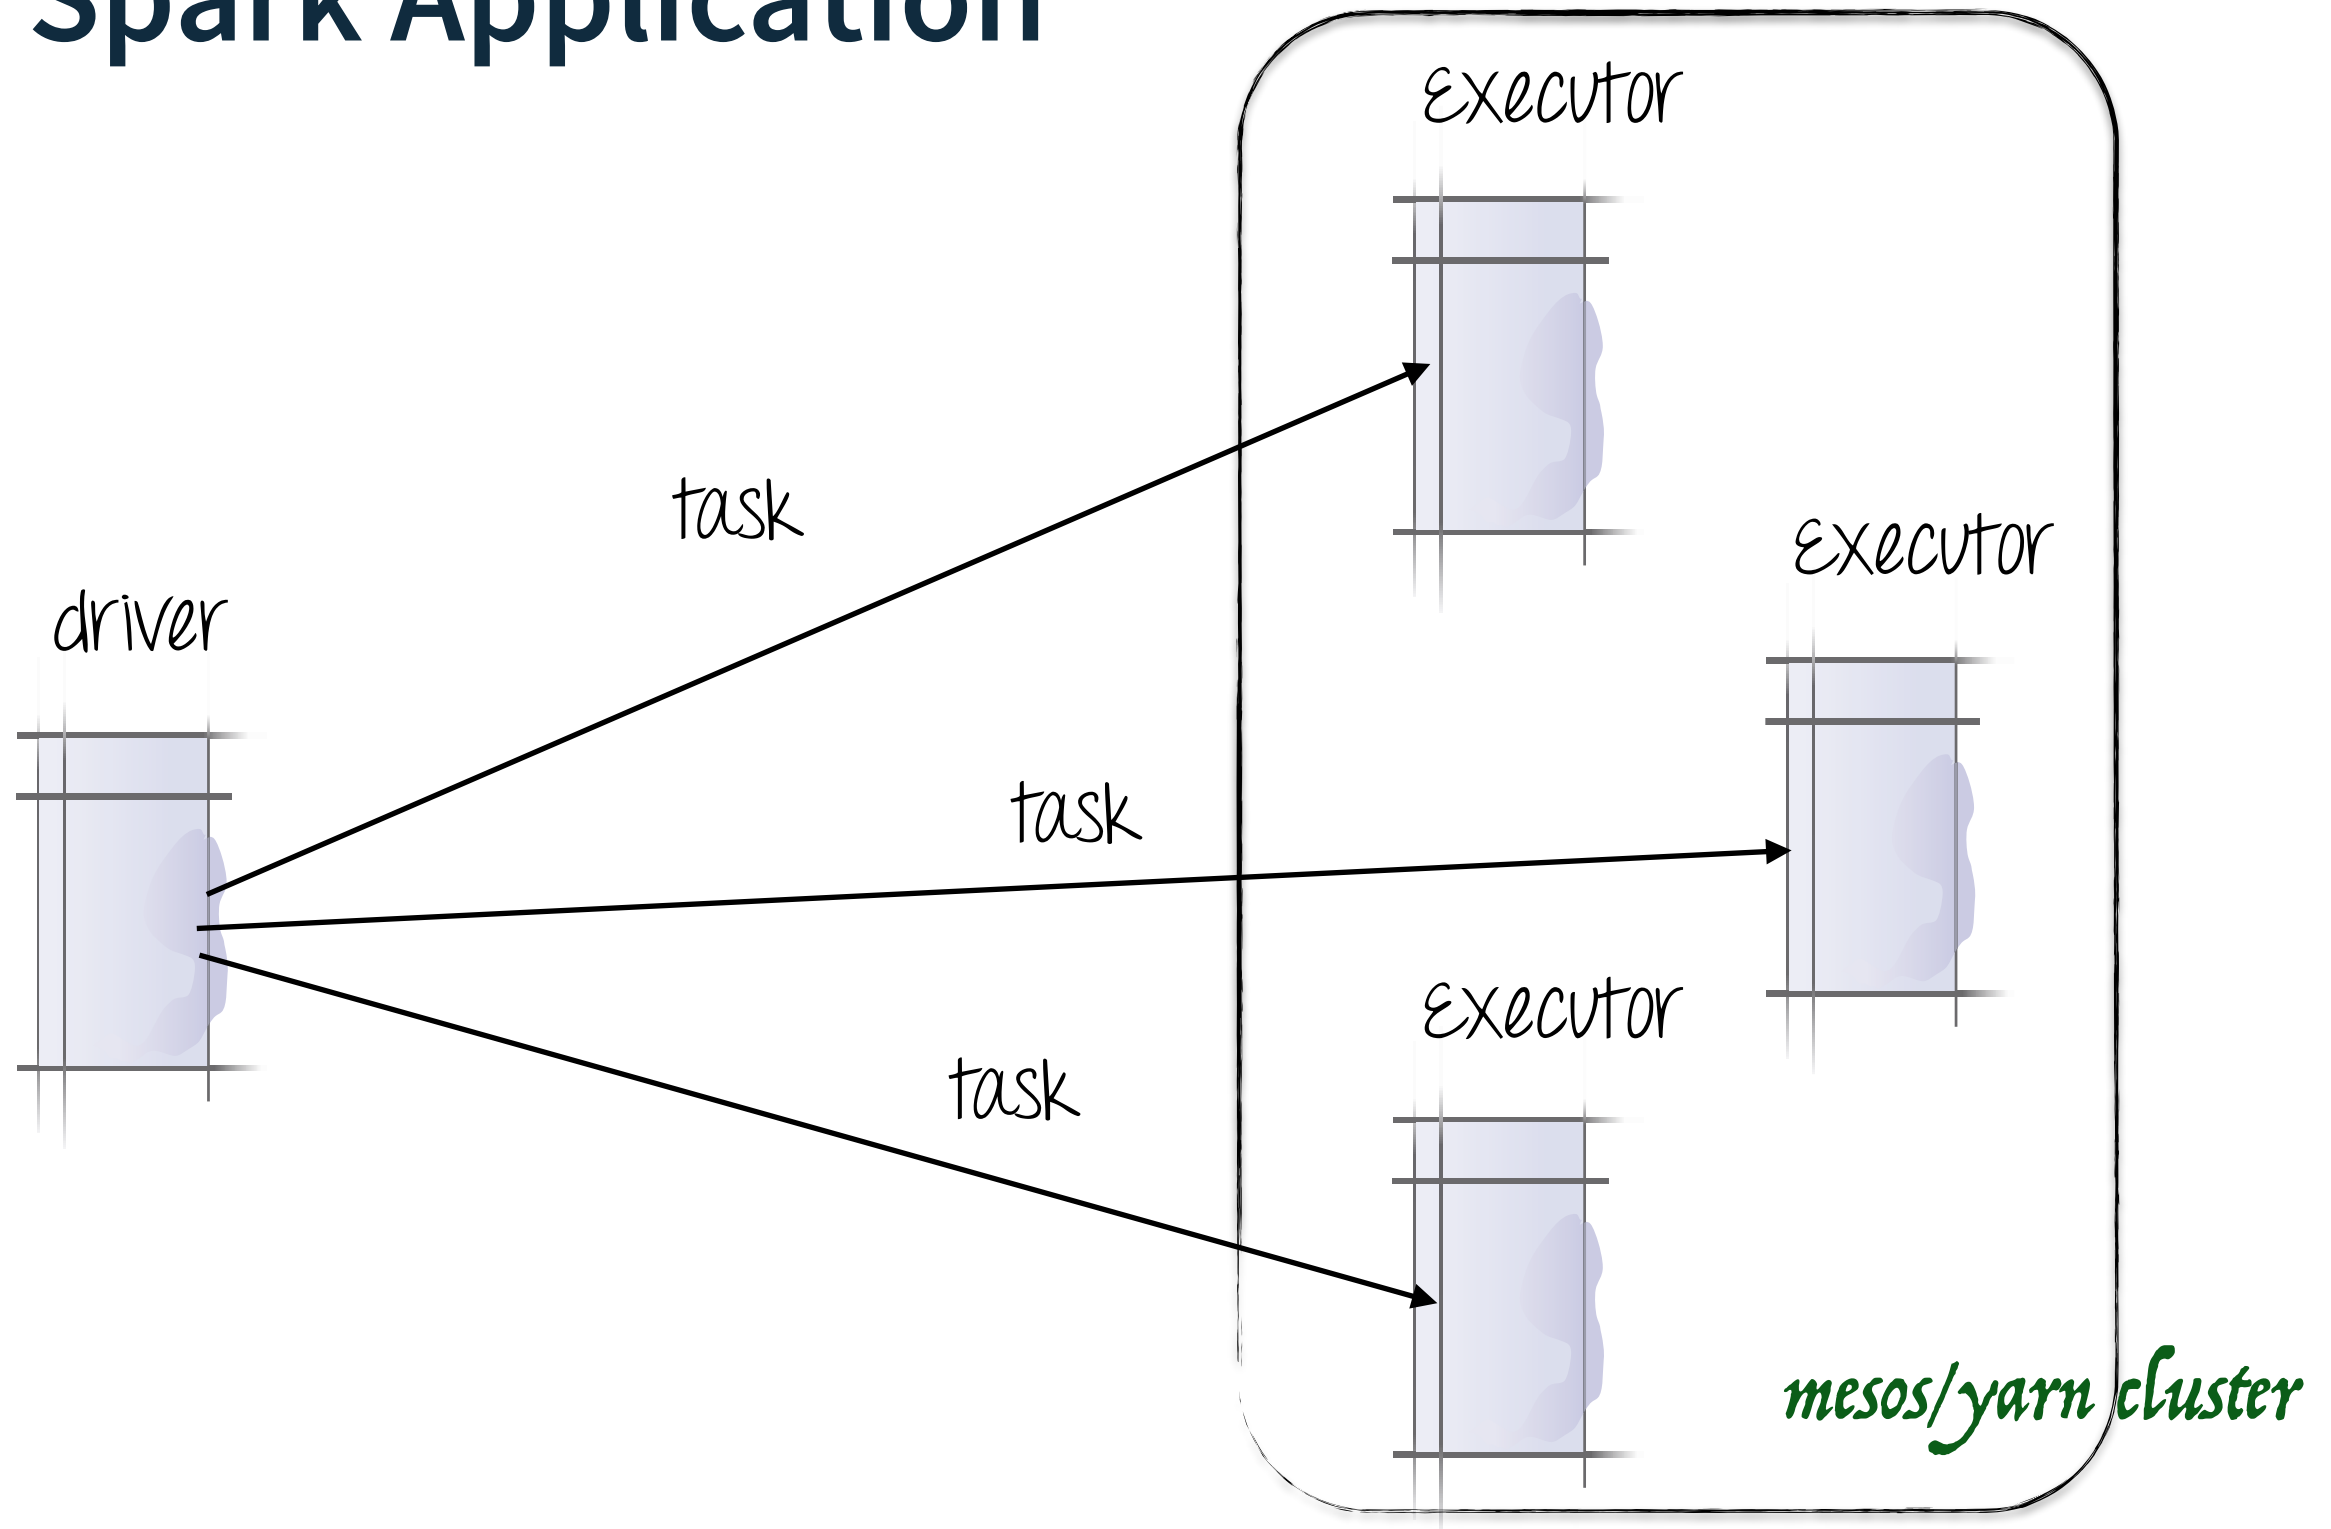 Spark Application
Executor
task
Executor
driver
task
Executor
task
mesos/yarn cluster